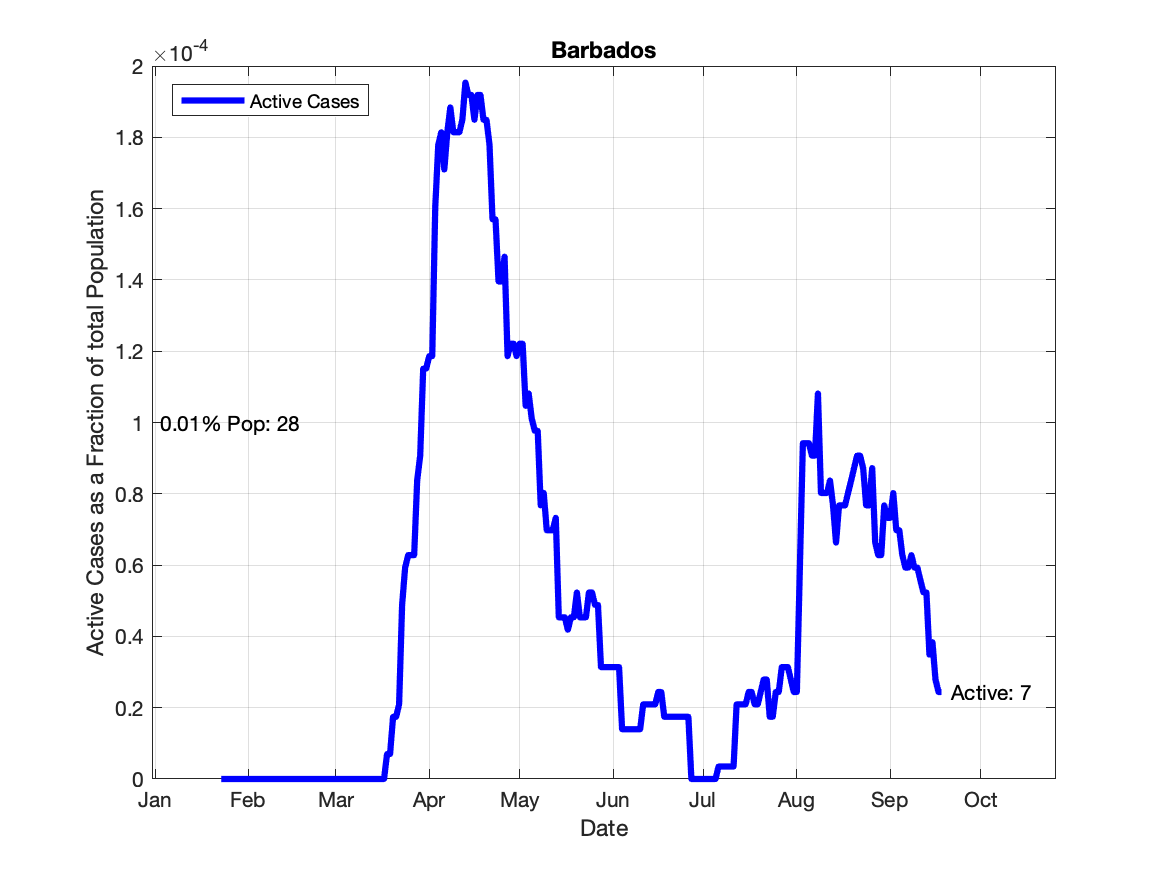 Barbados
×10-4
Active Cases
2
1.8
1.6
1.4
1.2
1
0.8
0.6
0.4
0.2
0
Active Cases as a Fraction of total Population
0.01% Pop: 28
Active: 7
Jan Feb Mar Apr May Jun Jul Aug Sep Oct
Date